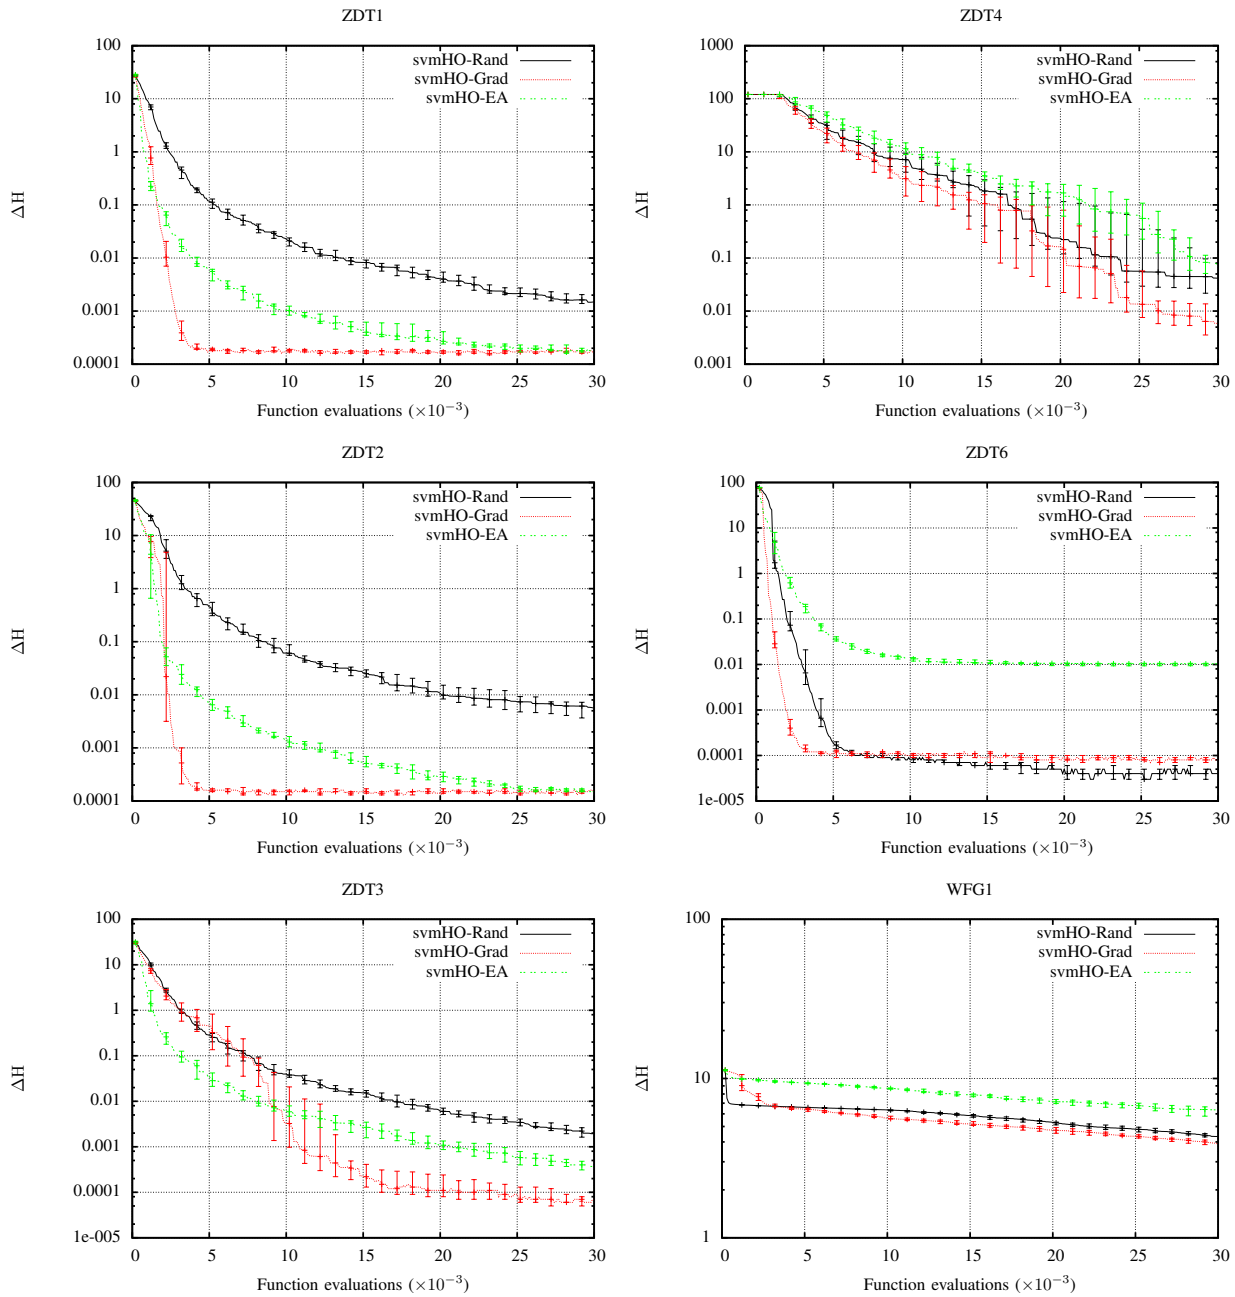 ZDT1
100
10
1
0.1
0.01
0.001
0.0001
ΔH
svmHO-Rand
svmHO-Grad
svmHO-EA
0 5 10 15 20 25 30
Function evaluations (×10⁻³)
ZDT4
1000
100
10
1
0.1
0.01
0.001
ΔH
svmHO-Rand
svmHO-Grad
svmHO-EA
0 5 10 15 20 25 30
Function evaluations (×10⁻³)
ZDT2
100
10
1
0.1
0.01
0.001
0.0001
ΔH
svmHO-Rand
svmHO-Grad
svmHO-EA
0 5 10 15 20 25 30
Function evaluations (×10⁻³)
ZDT6
100
10
1
0.1
0.01
0.001
0.0001
1e-005
ΔH
svmHO-Rand
svmHO-Grad
svmHO-EA
0 5 10 15 20 25 30
Function evaluations (×10⁻³)
ZDT3
100
10
1
0.1
0.01
0.001
0.0001
1e-005
ΔH
svmHO-Rand
svmHO-Grad
svmHO-EA
0 5 10 15 20 25 30
Function evaluations (×10⁻³)
WFG1
100
10
1
ΔH
svmHO-Rand
svmHO-Grad
svmHO-EA
0 5 10 15 20 25 30
Function evaluations (×10⁻³)